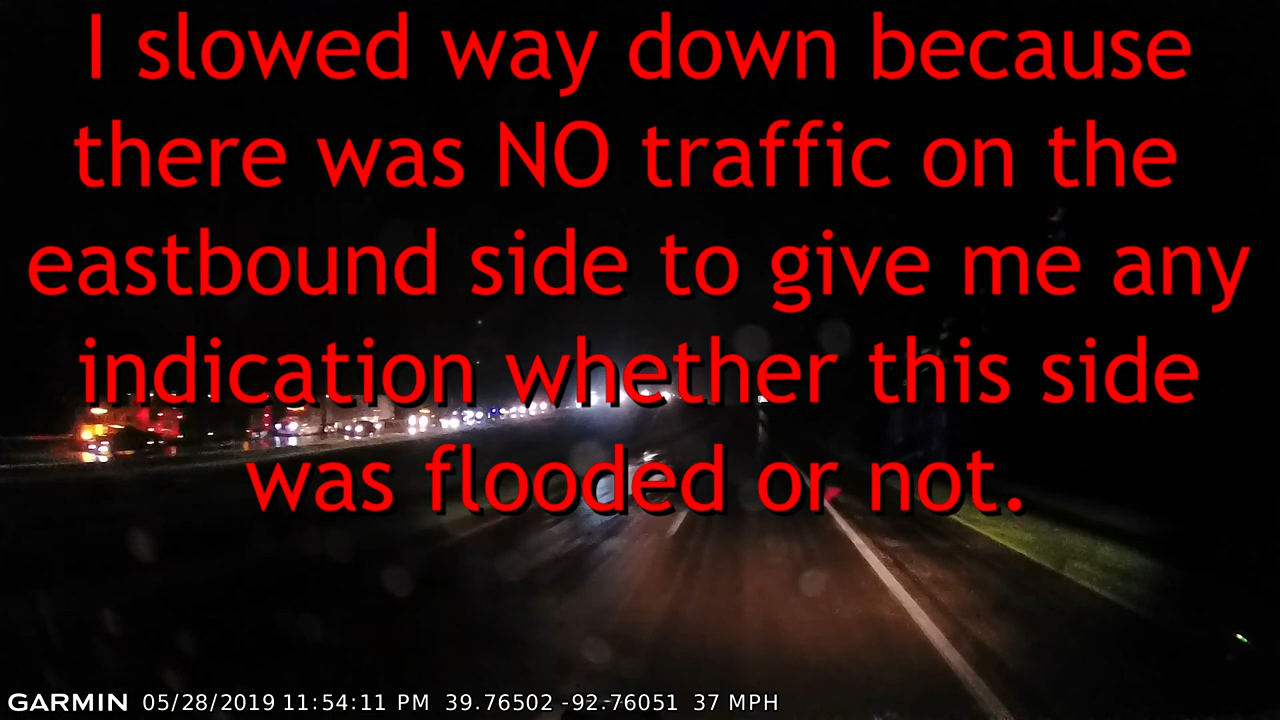 I slowed way down because
there was NO traffic on the
eastbound side to give me any
indication whether this side
was flooded or not.
GARMIN 05/28/2019 11:54:11 PM 39.76502 -92.76051 37 MPH